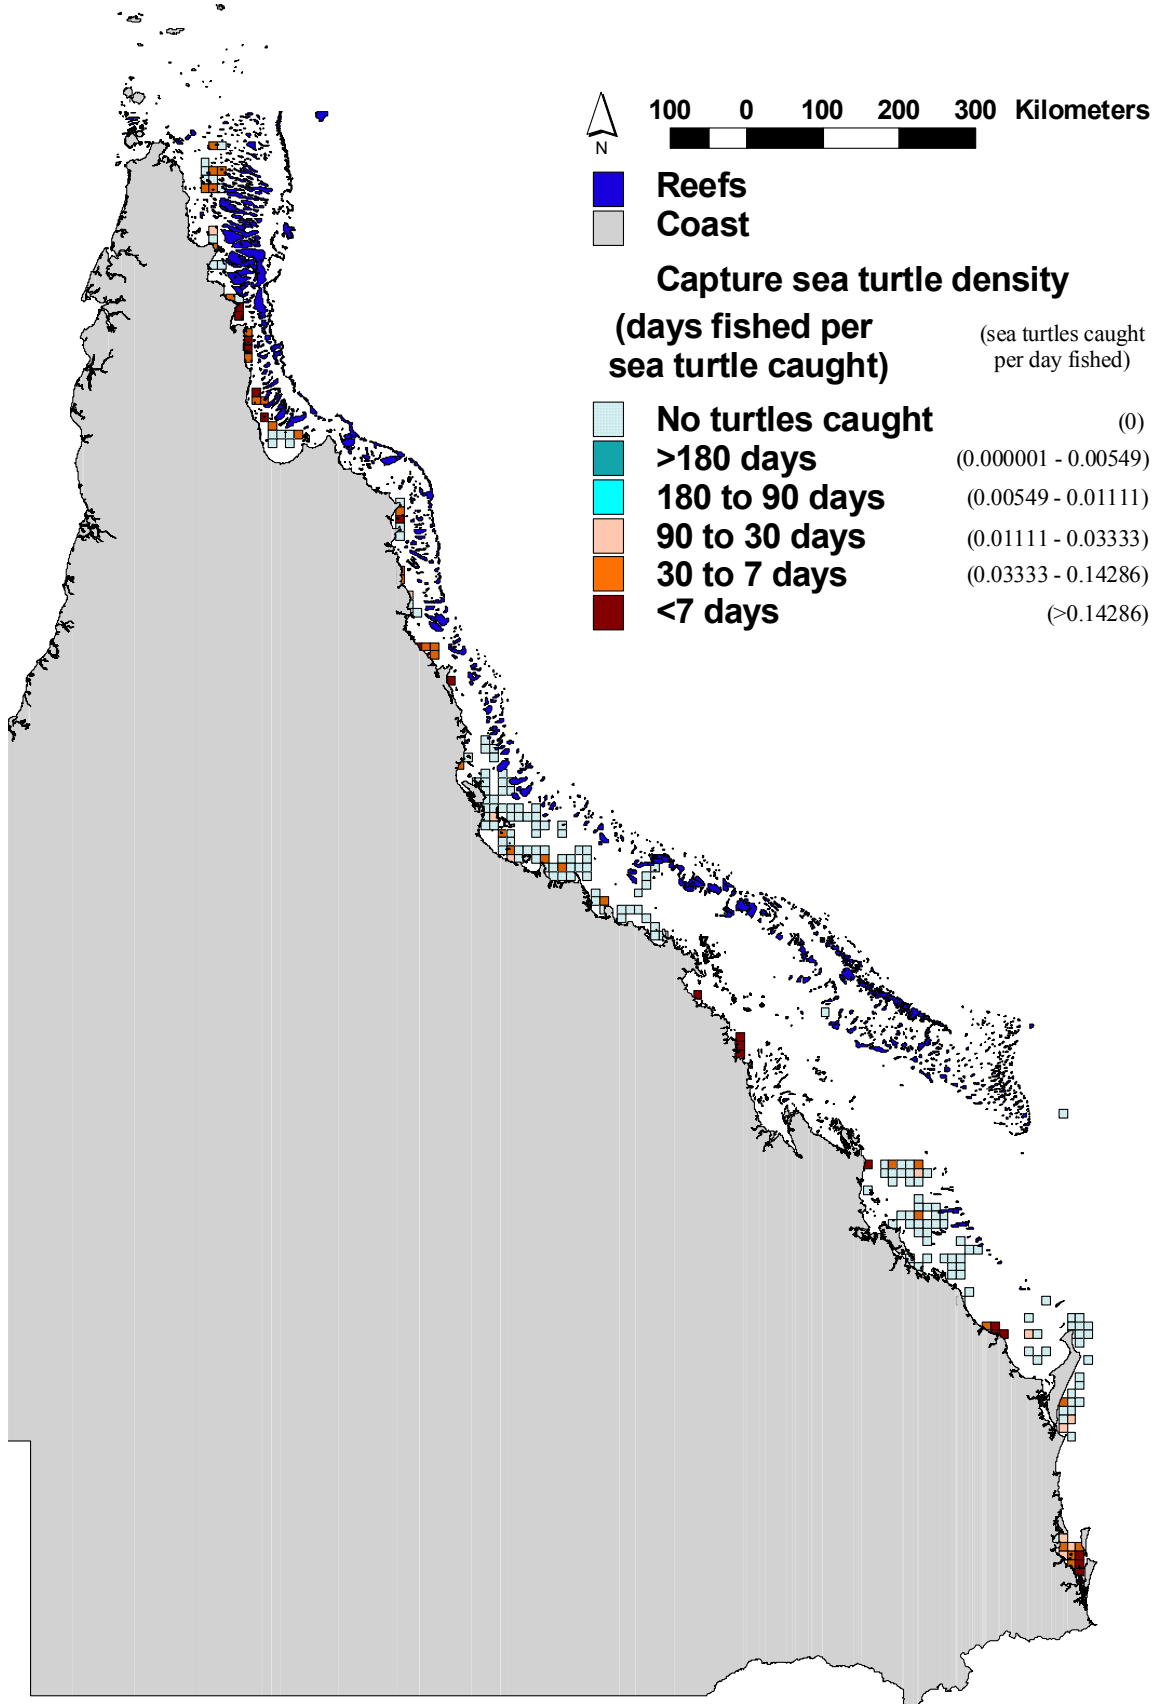 100 0 100 200 300 Kilometers
N
Reefs
Coast
Capture sea turtle density
(days fished per
sea turtle caught)
(sea turtles caught
per day fished)
No turtles caught (0)
>180 days (0.000001 - 0.00549)
180 to 90 days (0.00549 - 0.01111)
90 to 30 days (0.01111 - 0.03333)
30 to 7 days (0.03333 - 0.14286)
<7 days (>0.14286)